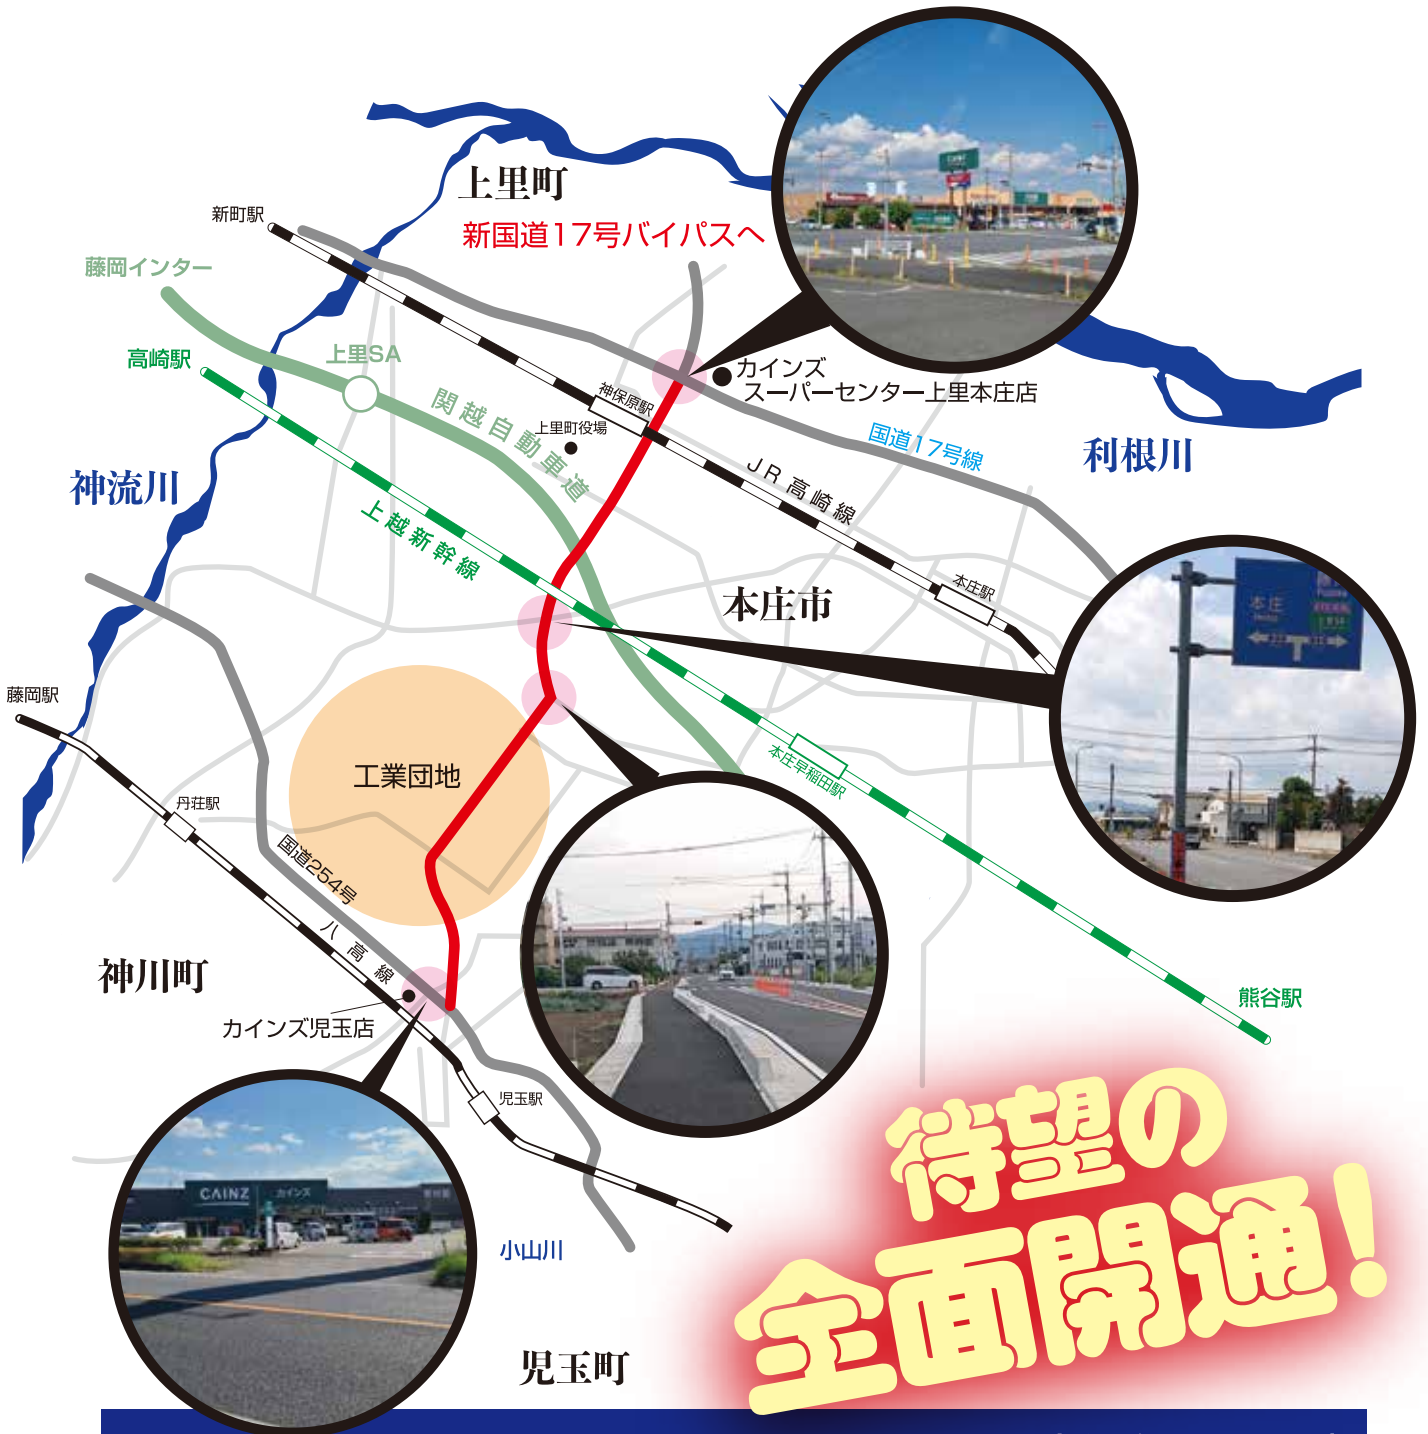 上里町
新国道17号バイパスへ
新町駅
藤岡インター
高崎駅
上里SA
関越自動車道
神保原駅
上里町役場
カインズ
スーパーセンター上里本庄店
国道17号線
利根川
神流川
上越新幹線
JR高崎線
本庄市
本庄駅
本庄
藤岡駅
工業団地
本庄早稲田駅
丹荘駅
国道254号
八高線
神川町
カインズ児玉店
熊谷駅
児玉駅
CAINZ
CAINZ カインズ
小山川
児玉町
待望の
全面開通!